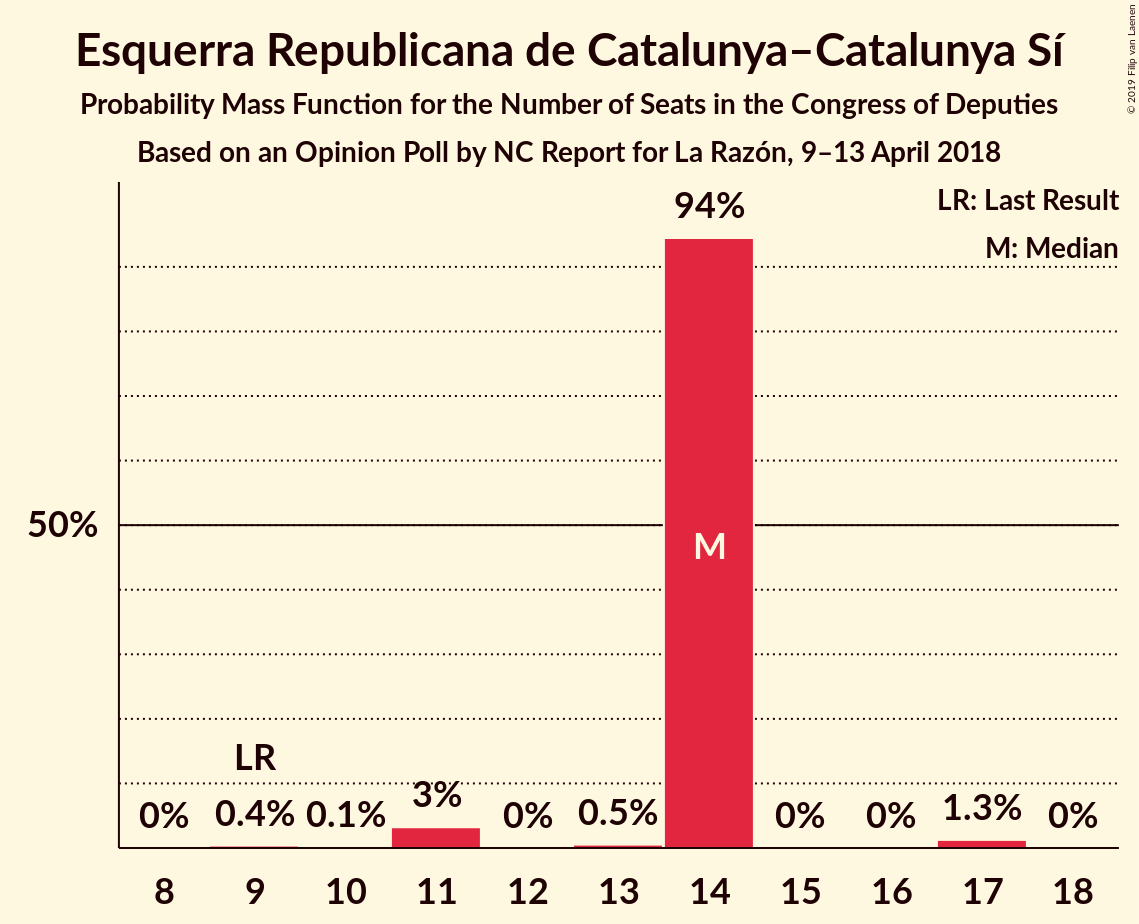 Esquerra Republicana de Catalunya–Catalunya Sí
Probability Mass Function for the Number of Seats in the Congress of Deputies
Based on an Opinion Poll by NC Report for La Razón, 9–13 April 2018
© 2019 Filip van Laenen
LR: Last Result
M: Median
94%
50%
M
LR
0% 0.4% 0.1% 3% 0% 0.5% 0% 0% 1.3% 0%
8 9 10 11 12 13 14 15 16 17 18